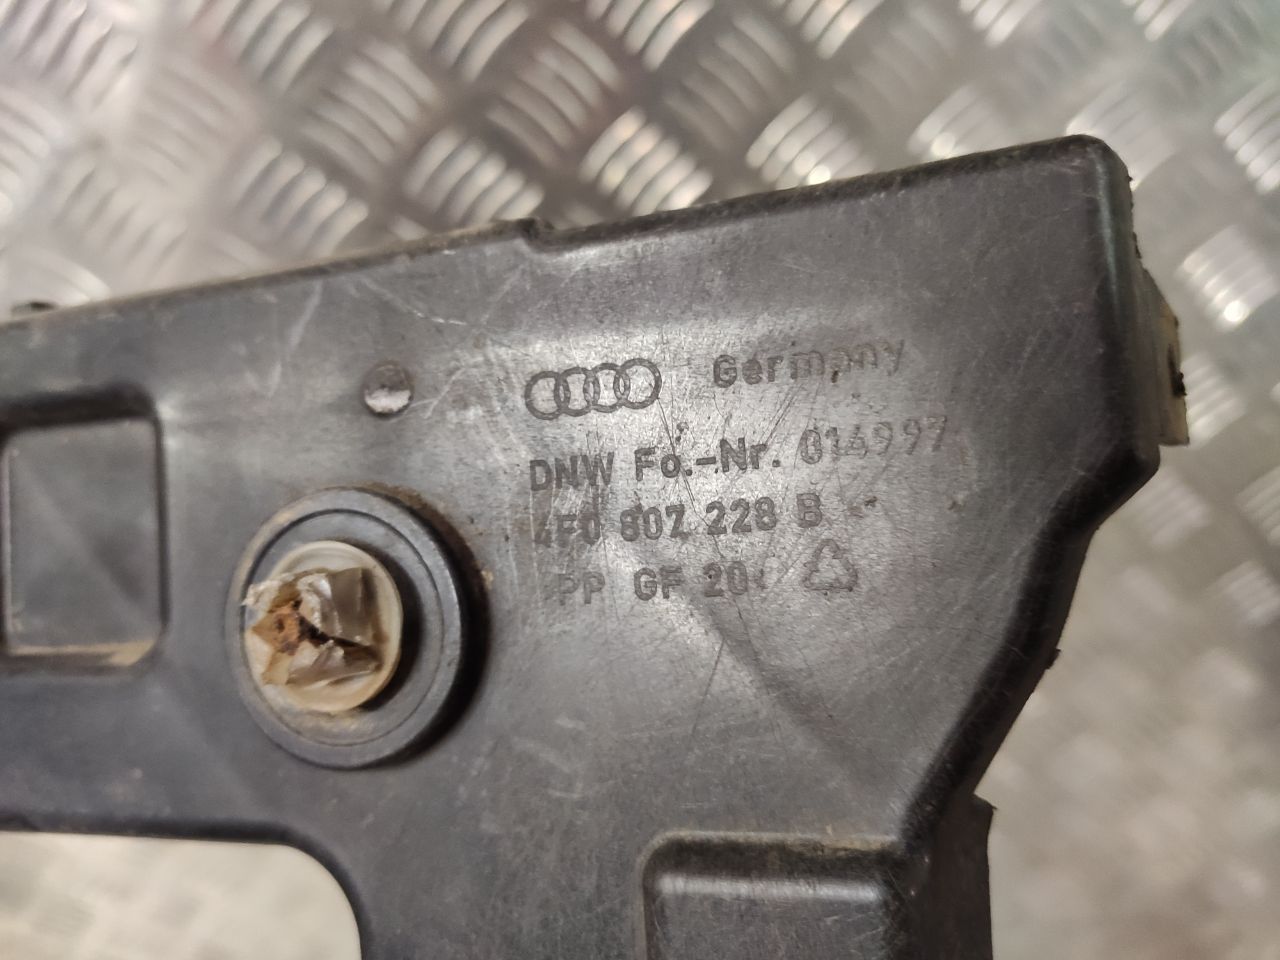 Germany
DNW Fo.-Nr. 014997
4F0 807 228 B
PP GF 20